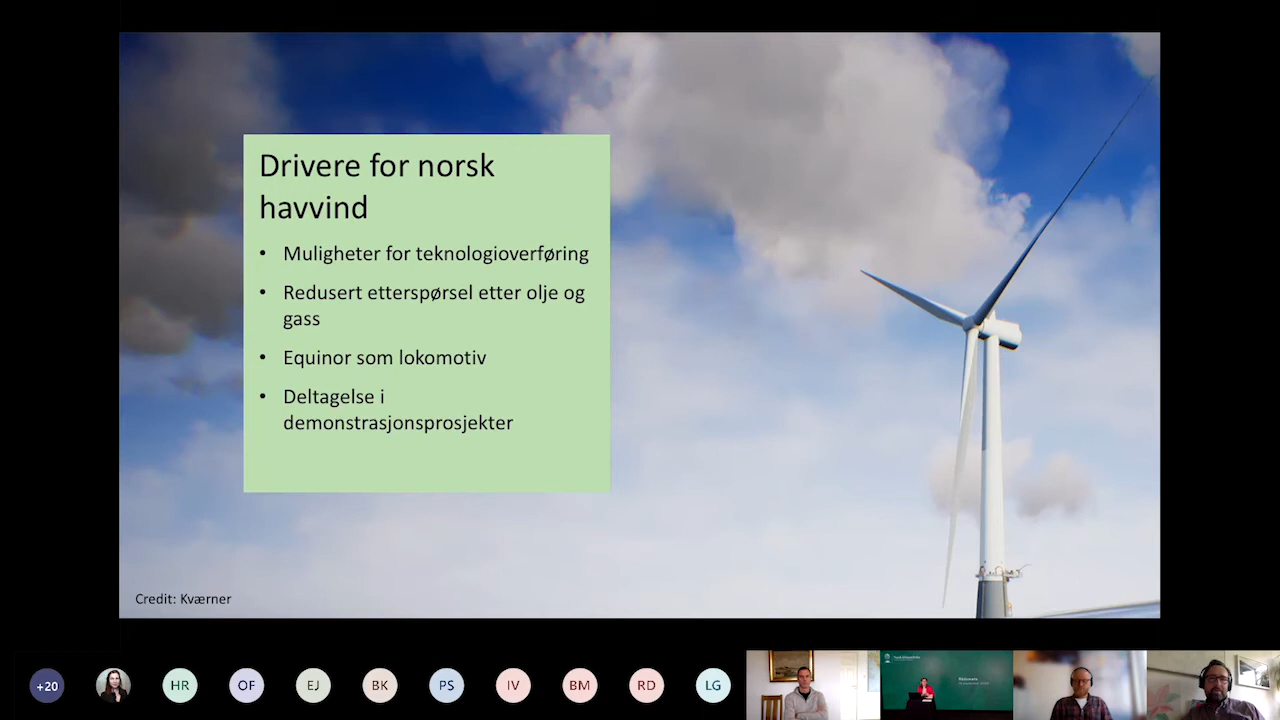 Drivere for norsk
havvind
• Muligheter for teknologioverføring
• Redusert etterspørsel etter olje og
gass
• Equinor som lokomotiv
• Deltagelse i
demonstrasjonsprosjekter
Credit: Kværner
+20
HR
OF
EJ
BK
PS
IV
BM
RD
LG